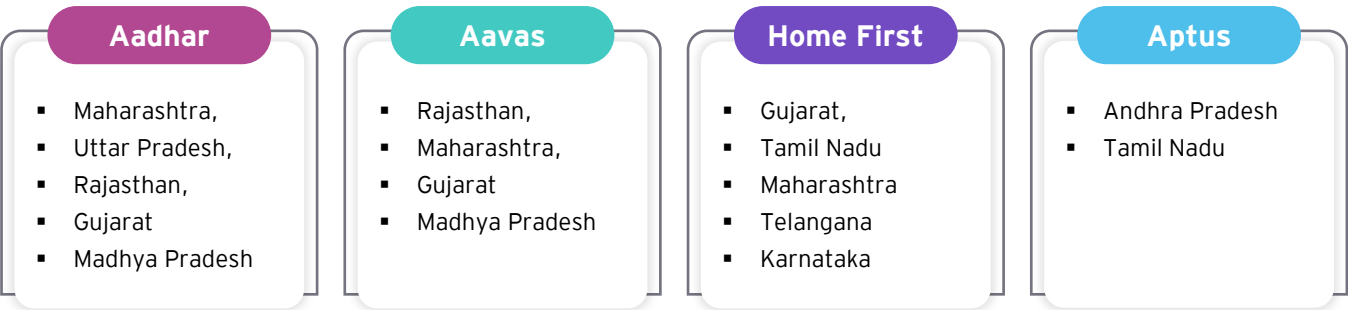 Aadhar
Maharashtra,
Uttar Pradesh,
Rajasthan,
Gujarat
Madhya Pradesh
Aavas
Rajasthan,
Maharashtra,
Gujarat
Madhya Pradesh
Home First
Gujarat,
Tamil Nadu
Maharashtra
Telangana
Karnataka
Aptus
Andhra Pradesh
Tamil Nadu